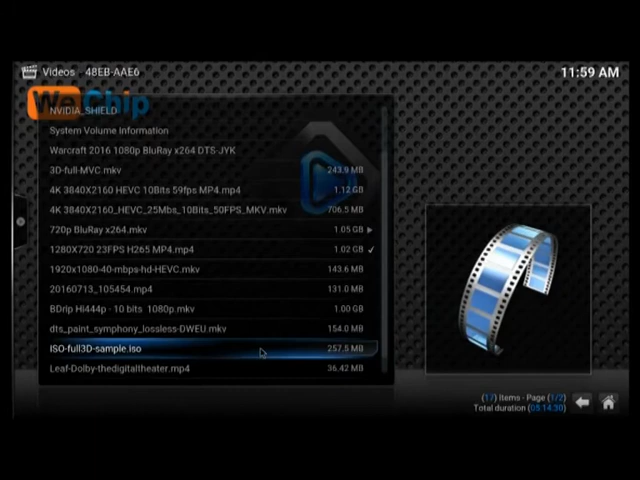 Videos - 48EB-AAE6
11:59 AM
WeChip
NVIDIA_SHIELD
System Volume Information
Warcraft 2016 1080p BluRay x264 DTS-JYK
3D-full-MVC.mkv 243.9 MB
4K 3840X2160 HEVC 10Bits 59fps MP4.mp4 1.12 GB
4K 3840X2160_HEVC_25Mbs_10Bits_50FPS_MKV.mkv 706.5 MB
720p BluRay x264.mkv 1.05 GB
1280X720 23FPS H265 MP4.mp4 1.02 GB
1920x1080-40-mbps-hd-HEVC.mkv 143.6 MB
20160713_105454.mp4 131.0 MB
BDrip Hi444p - 10 bits 1080p.mkv 1.00 GB
dts_paint_symphony_lossless-DWEU.mkv 154.0 MB
ISO-full3D-sample.iso 257.5 MB
Leaf-Dolby-thedigitaltheater.mp4 36.42 MB
(17) Items - Page (1/2)
Total duration (05:14:30)